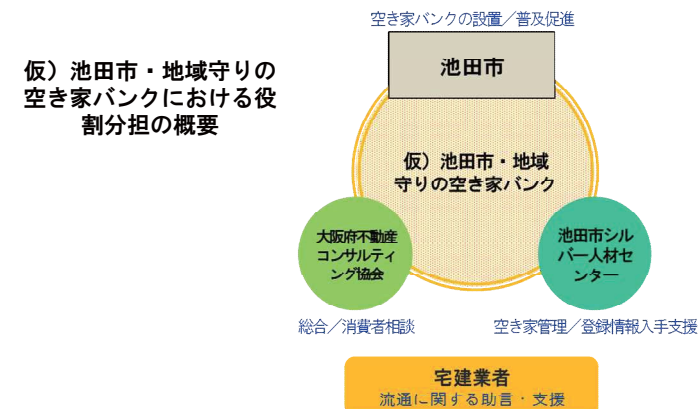 空き家バンクの設置／普及促進
仮）池田市・地域守りの
空き家バンクにおける役
割分担の概要
池田市
仮）池田市・地域
守りの空き家バンク
大阪府不動産
コンサルティ
ング協会
池田市シル
バー人材セ
ンター
総合／消費者相談
空き家管理／登録情報入手支援
宅建業者
流通に関する助言・支援